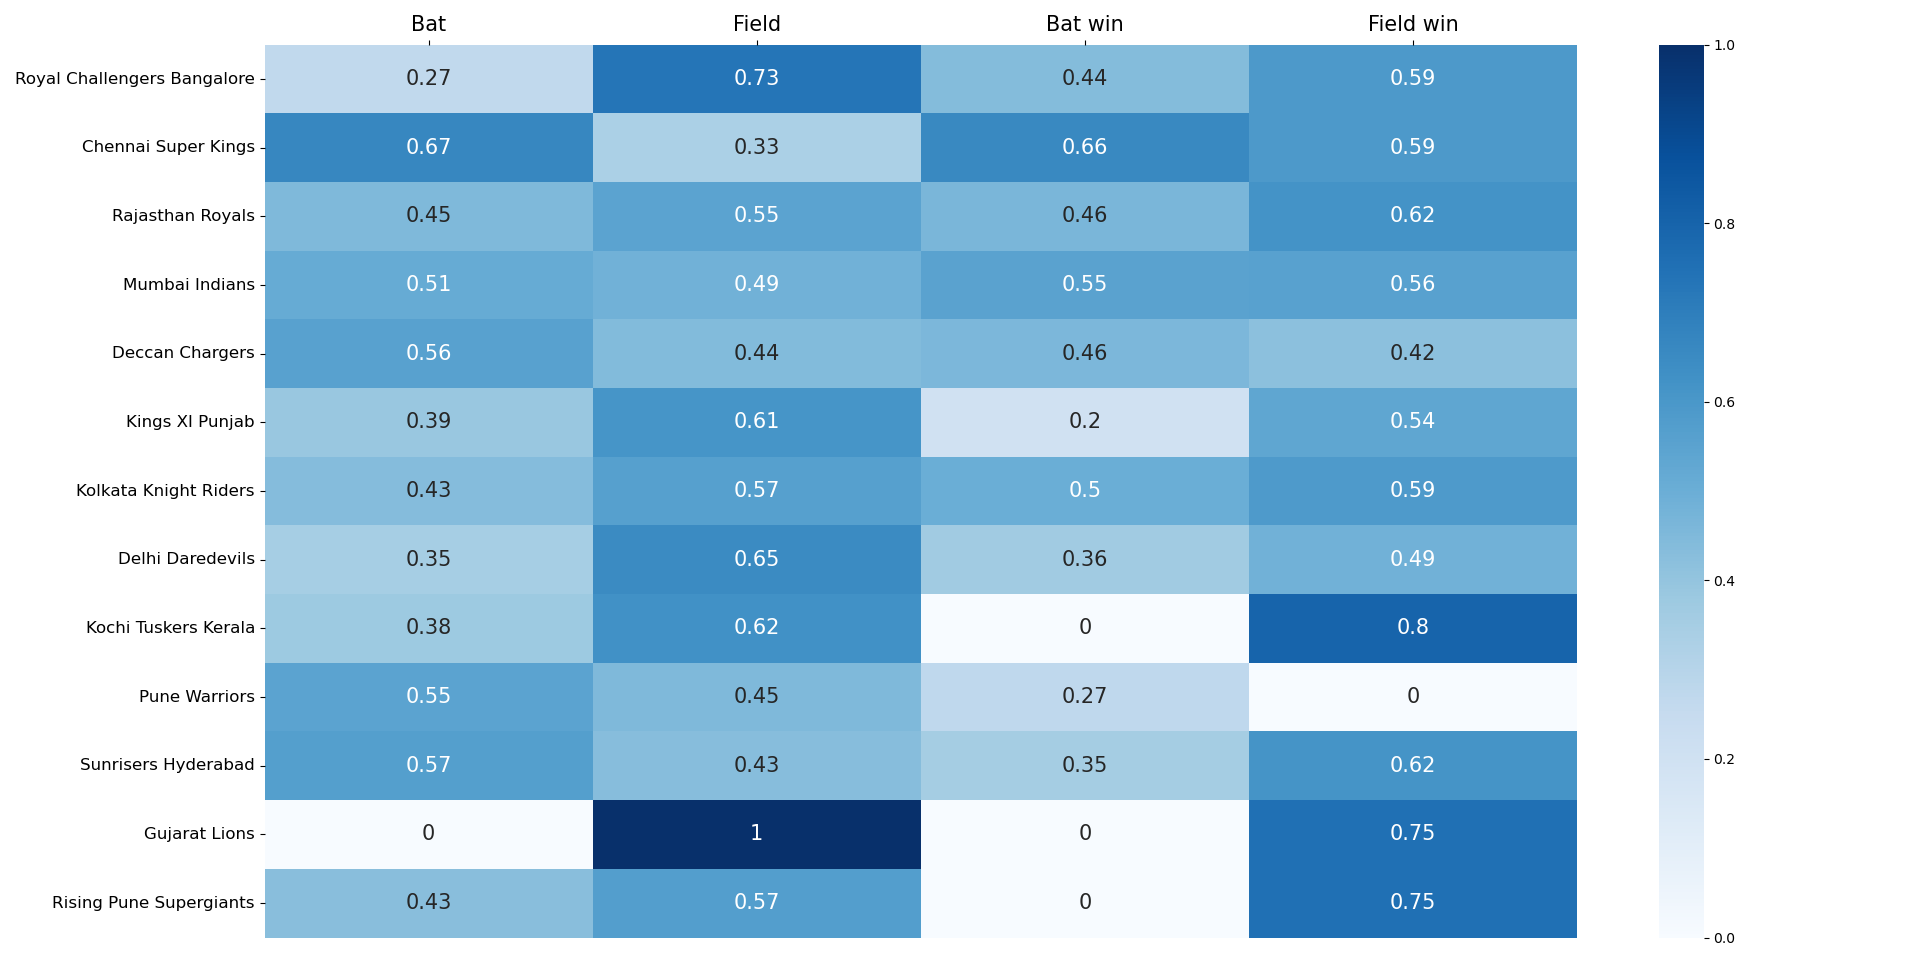 Bat Field Bat win Field win
Royal Challengers Bangalore 0.27 0.73 0.44 0.59
Chennai Super Kings 0.67 0.33 0.66 0.59
Rajasthan Royals 0.45 0.55 0.46 0.62
Mumbai Indians 0.51 0.49 0.55 0.56
Deccan Chargers 0.56 0.44 0.46 0.42
Kings XI Punjab 0.39 0.61 0.2 0.54
Kolkata Knight Riders 0.43 0.57 0.5 0.59
Delhi Daredevils 0.35 0.65 0.36 0.49
Kochi Tuskers Kerala 0.38 0.62 0 0.8
Pune Warriors 0.55 0.45 0.27 0
Sunrisers Hyderabad 0.57 0.43 0.35 0.62
Gujarat Lions 0 1 0 0.75
Rising Pune Supergiants 0.43 0.57 0 0.75
1.0
0.8
0.6
0.4
0.2
0.0